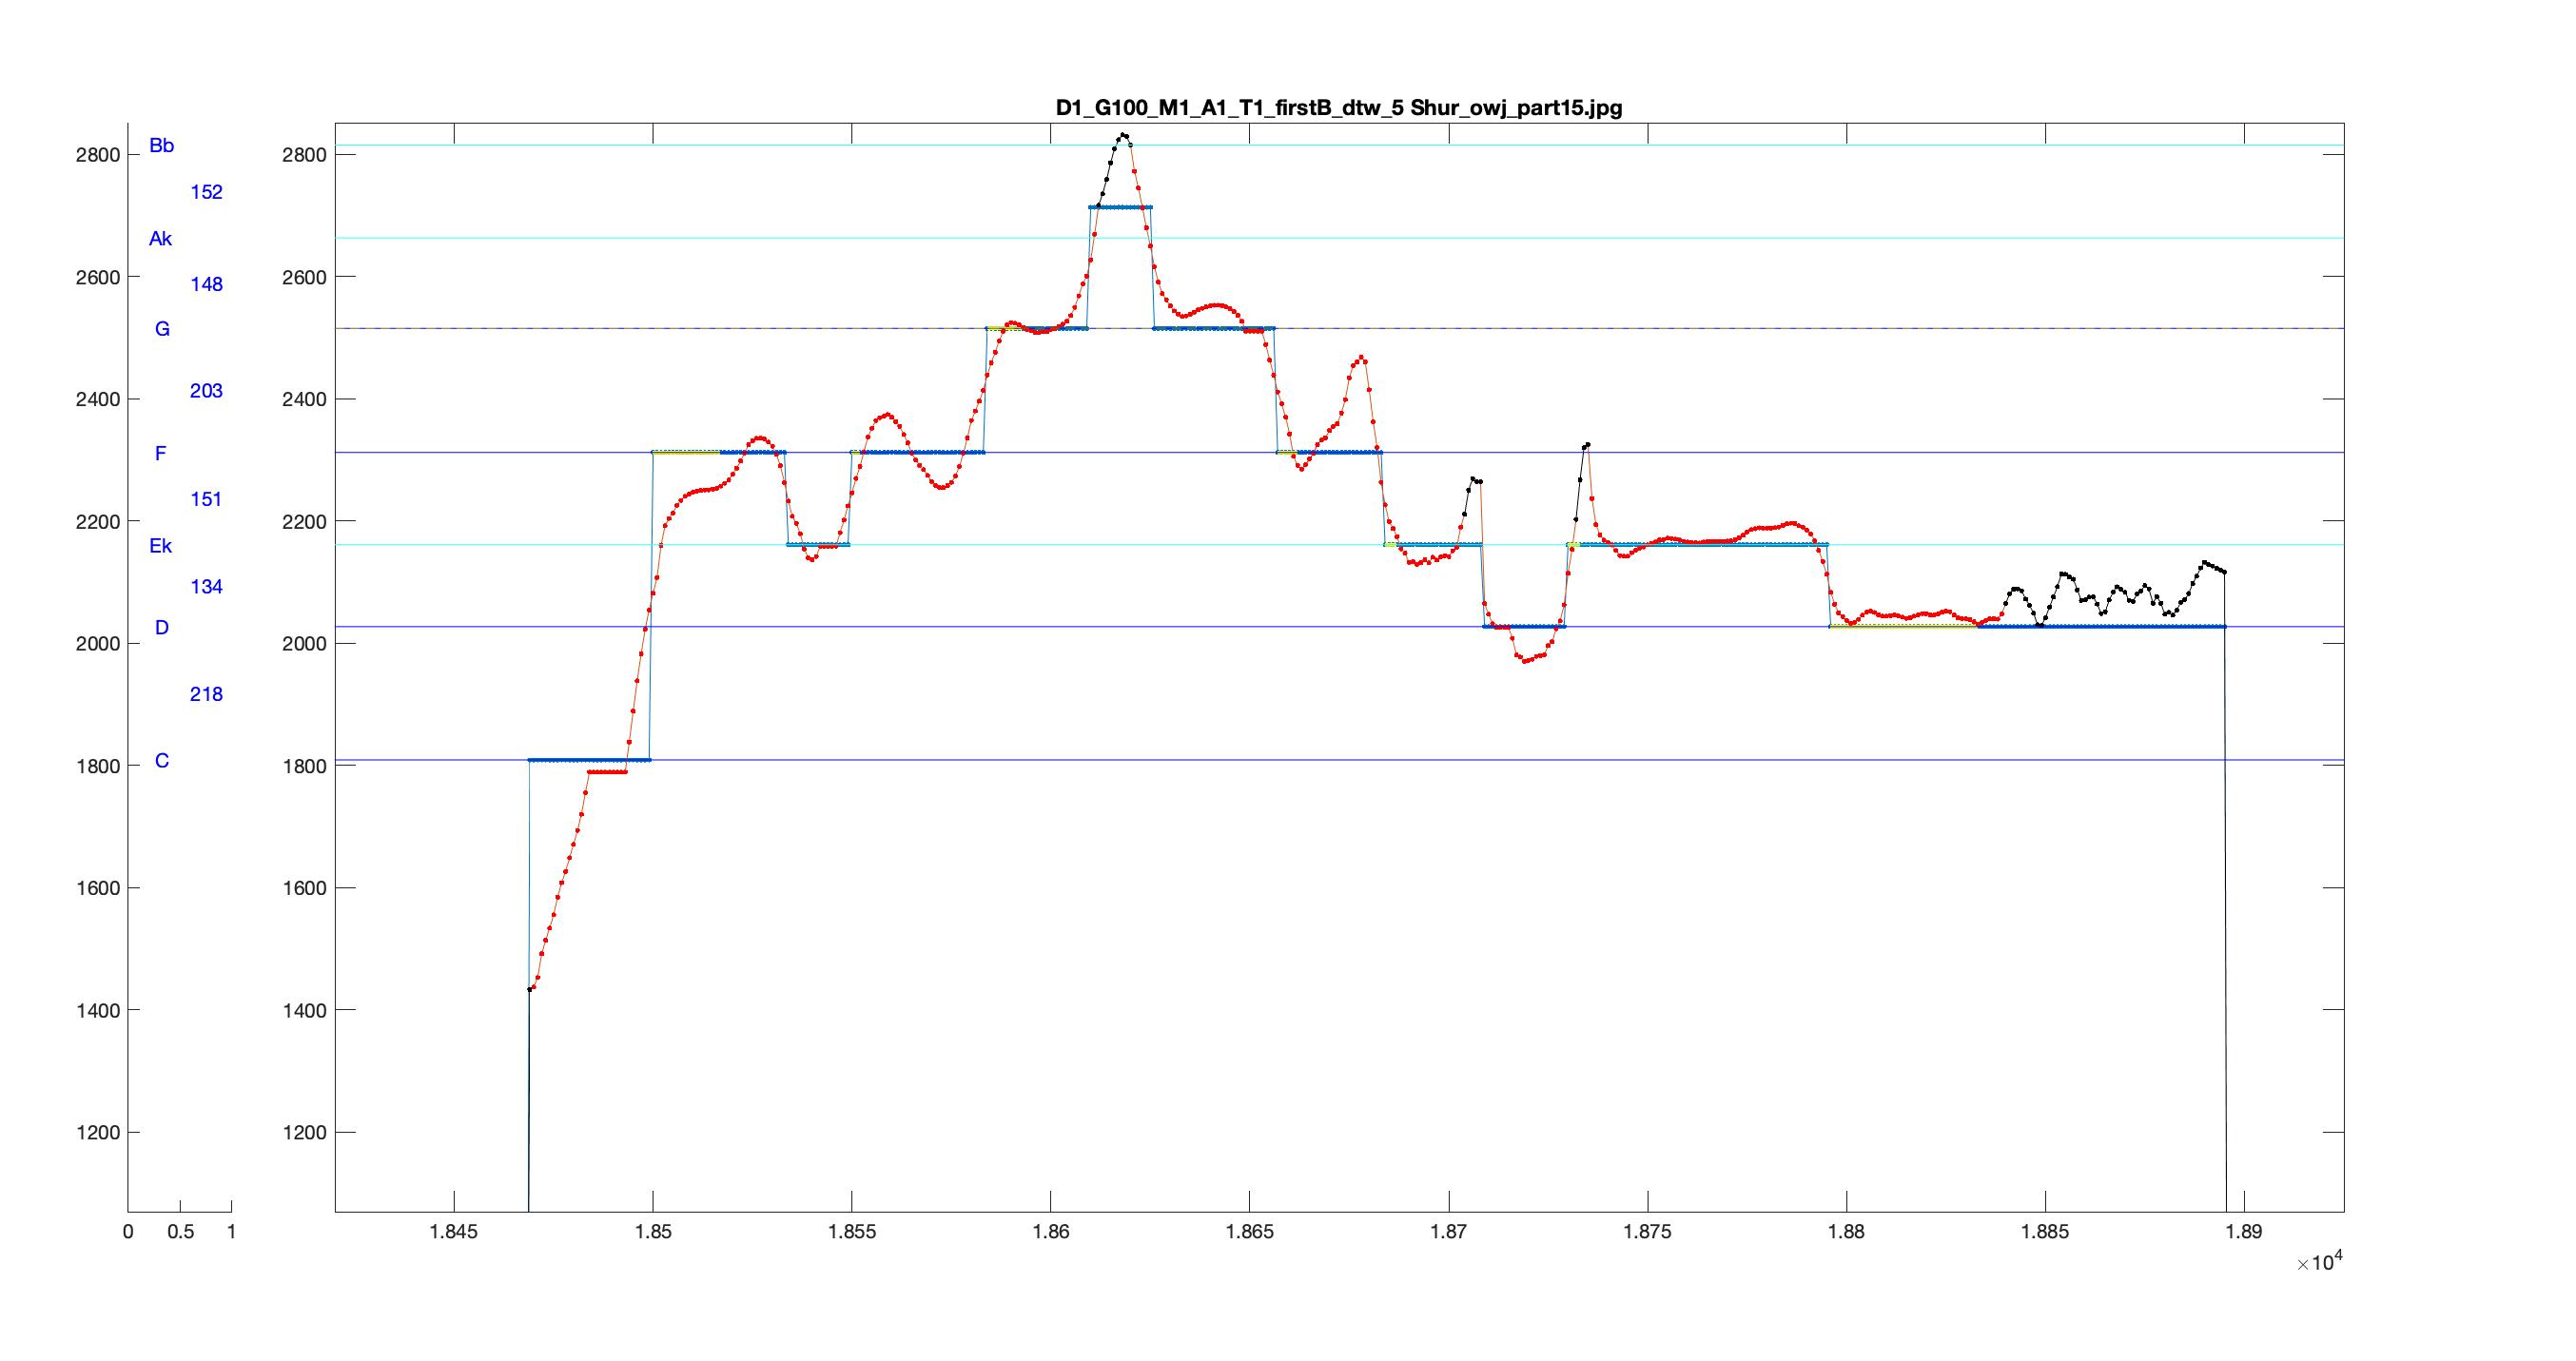 D1_G100_M1_A1_T1_firstB_dtw_5 Shur_owj_part15.jpg
2800 Bb 2800
152
Ak
2600 148 2600
G
2400 203 2400
F
151
2200 2200
Ek
134
D
2000 2000
218
1800 C 1800
1600 1600
1400 1400
1200 1200
0 0.5 1 1.845 1.85 1.855 1.86 1.865 1.87 1.875 1.88 1.885 1.89
×10⁴